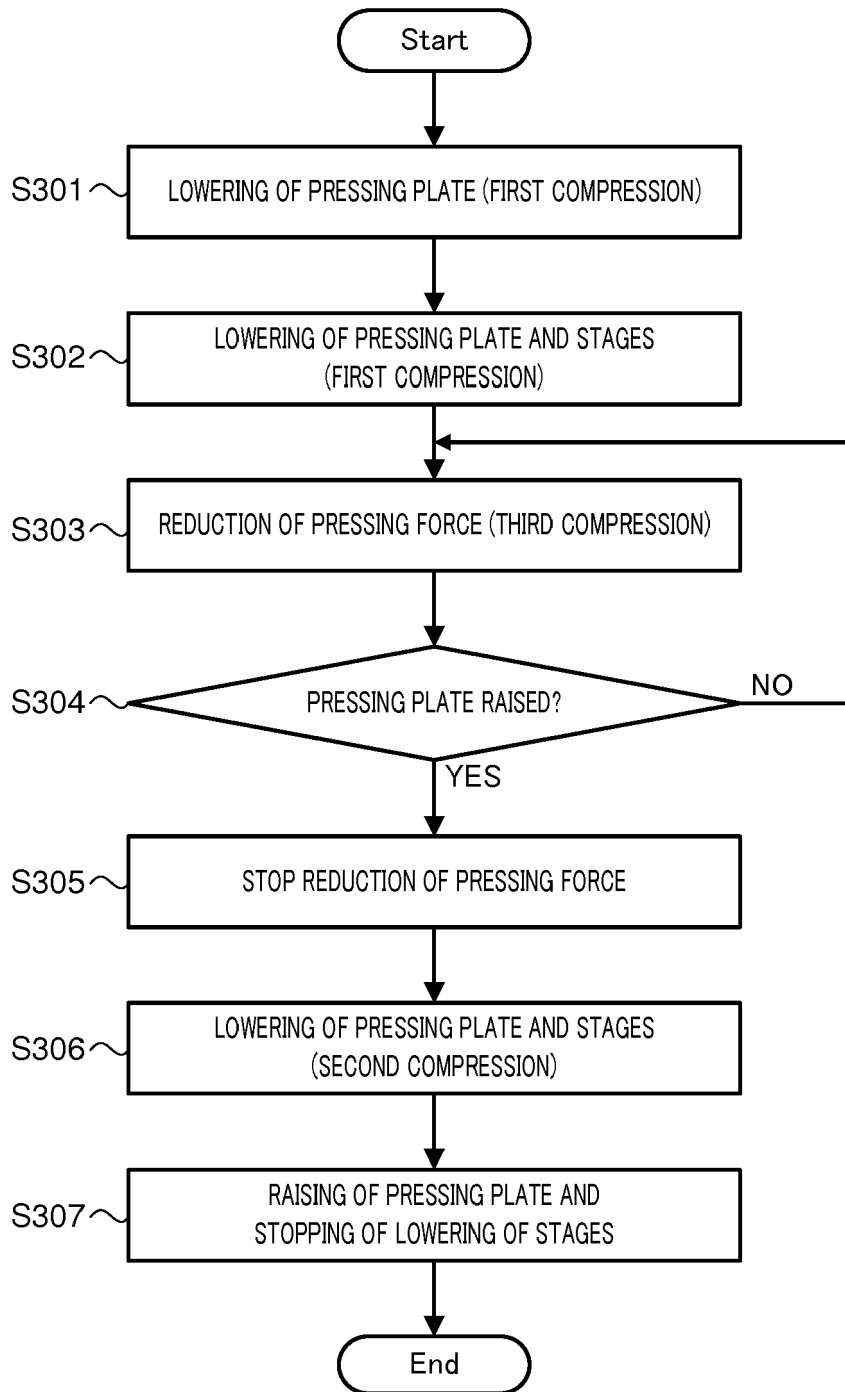 Start
S301
LOWERING OF PRESSING PLATE (FIRST COMPRESSION)
S302
LOWERING OF PRESSING PLATE AND STAGES
(FIRST COMPRESSION)
S303
REDUCTION OF PRESSING FORCE (THIRD COMPRESSION)
S304
PRESSING PLATE RAISED?
NO
YES
S305
STOP REDUCTION OF PRESSING FORCE
S306
LOWERING OF PRESSING PLATE AND STAGES
(SECOND COMPRESSION)
S307
RAISING OF PRESSING PLATE AND
STOPPING OF LOWERING OF STAGES
End